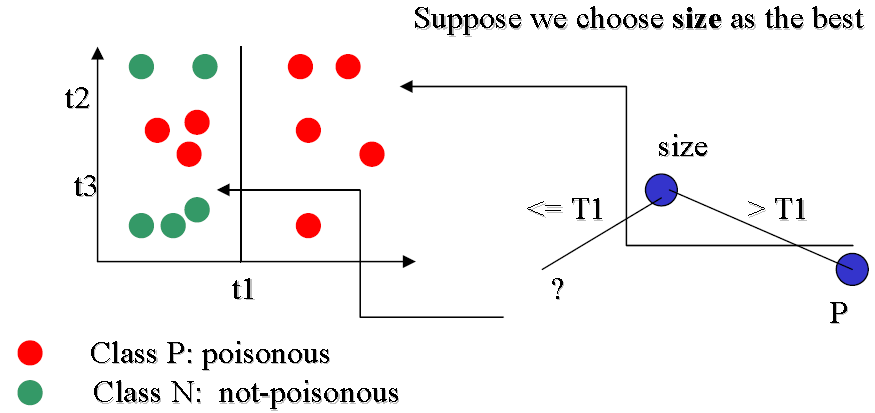 Suppose we choose size as the best
t2
t3
t1
size
<= T1
> T1
?
P
Class P: poisonous
Class N: not-poisonous